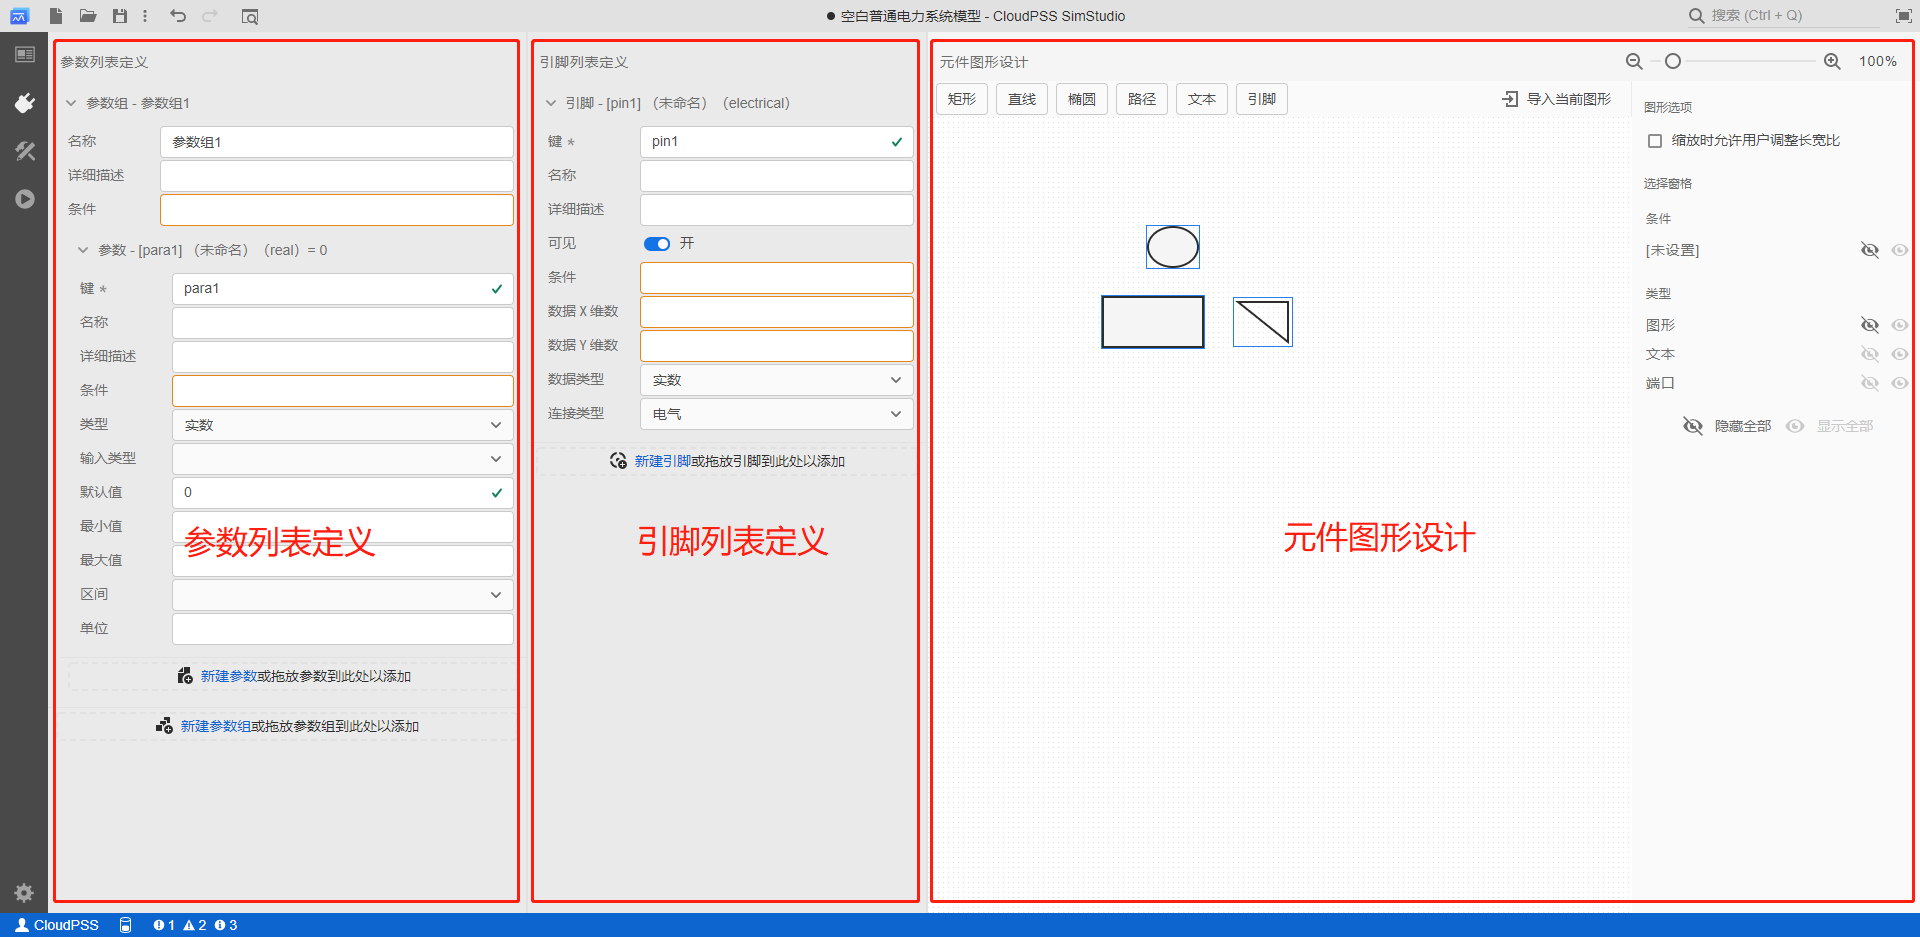 空白普通电力系统模型 - CloudPSS SimStudio
搜索 (Ctrl + Q)
参数列表定义
参数组 - 参数组1
名称
参数组1
详细描述
条件
参数 - [para1] （未命名） （real） = 0
键 *
para1
名称
详细描述
条件
类型
实数
输入类型
默认值
0
最小值
最大值
参数列表定义
区间
单位
新建参数或拖放参数到此处以添加
新建参数组或拖放参数组到此处以添加
引脚列表定义
引脚 - [pin1] （未命名） （electrical）
键 *
pin1
名称
详细描述
可见
开
条件
数据 X 维数
数据 Y 维数
数据类型
实数
连接类型
电气
新建引脚或拖放引脚到此处以添加
引脚列表定义
元件图形设计
100%
矩形
直线
椭圆
路径
文本
引脚
导入当前图形
元件图形设计
图形选项
缩放时允许用户调整长宽比
选择窗格
条件
[未设置]
类型
图形
文本
端口
隐藏全部
显示全部
CloudPSS
1
2
3